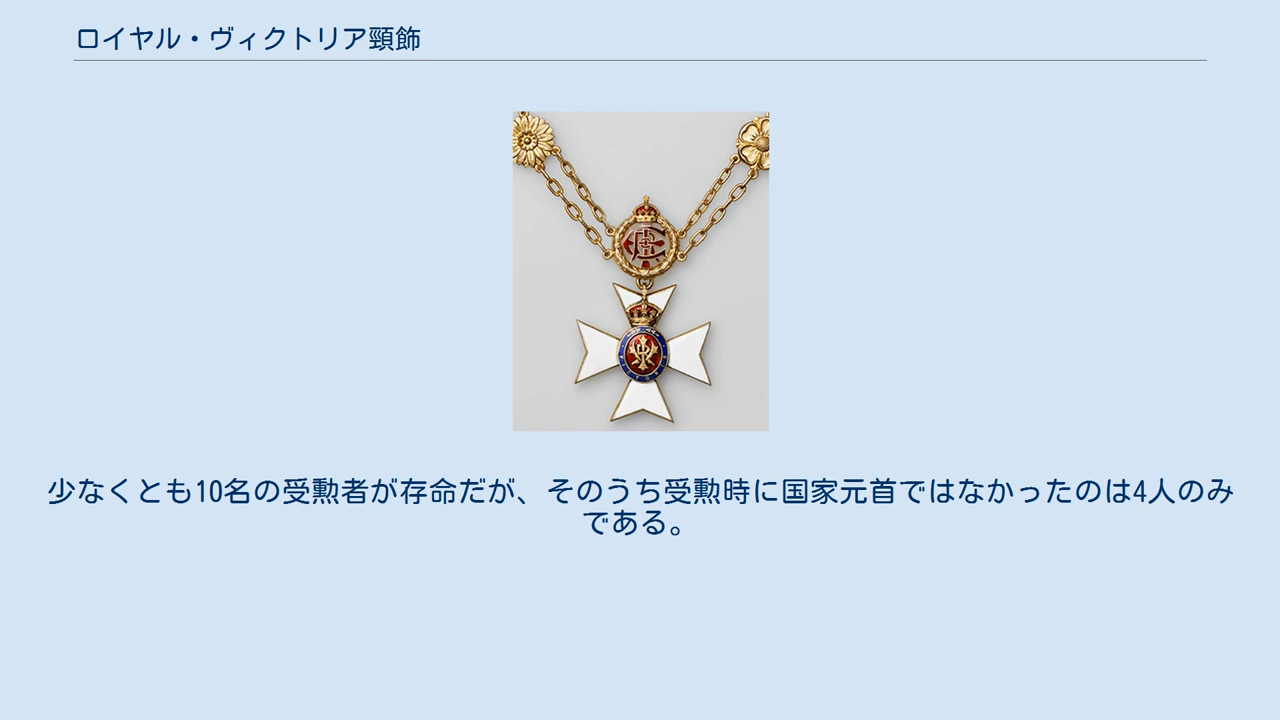 ロイヤル・ヴィクトリア頸飾
少なくとも10名の受勲者が存命だが、そのうち受勲時に国家元首ではなかったのは4人のみ
である。